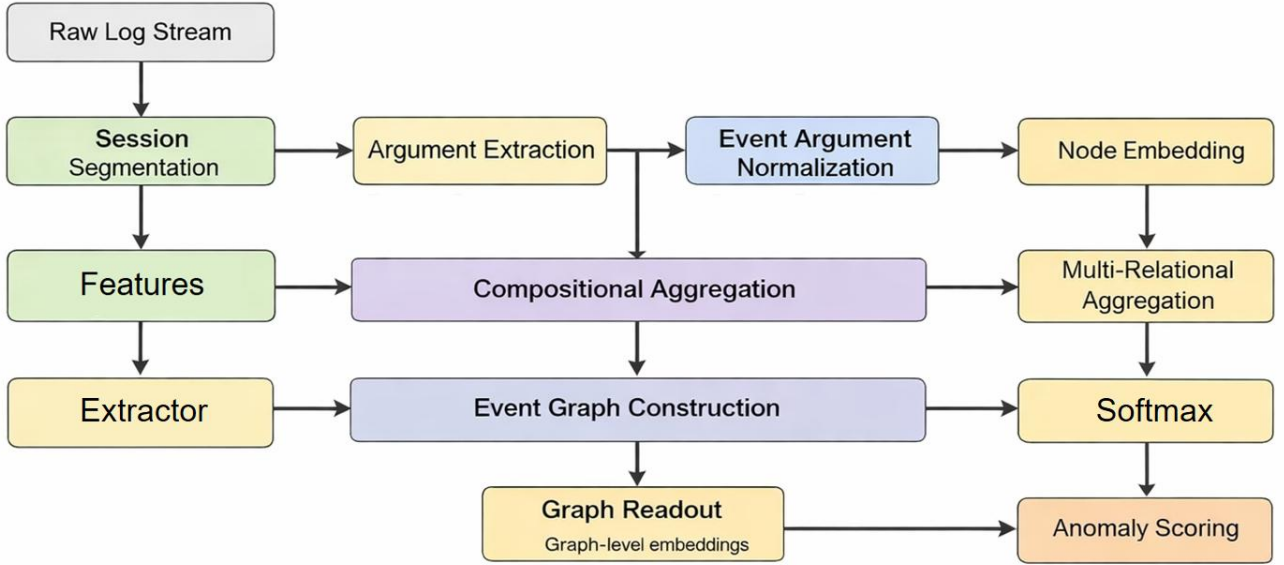 Raw Log Stream
Session
Segmentation
Argument Extraction
Event Argument
Normalization
Node Embedding
Features
Compositional Aggregation
Multi-Relational
Aggregation
Extractor
Event Graph Construction
Softmax
Graph Readout
Graph-level embeddings
Anomaly Scoring